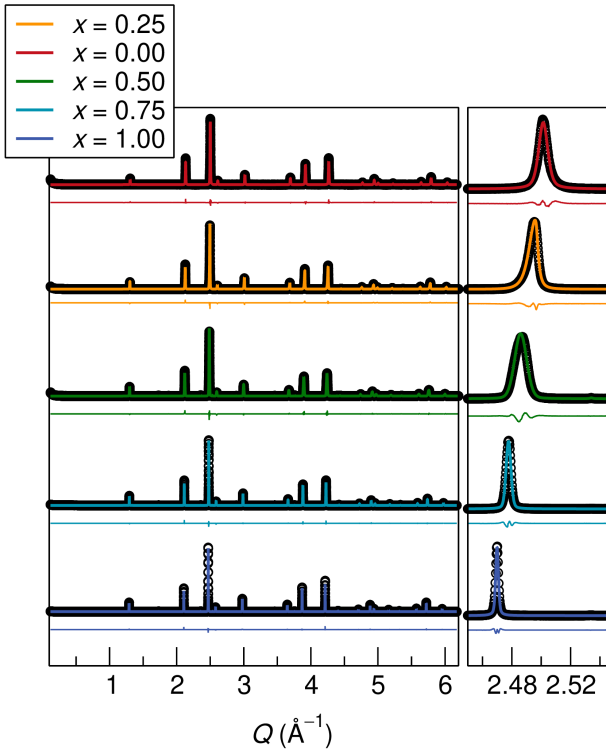 x = 0.25
x = 0.00
x = 0.50
x = 0.75
x = 1.00
1 2 3 4 5 6 2.48 2.52
Q (Å⁻¹)